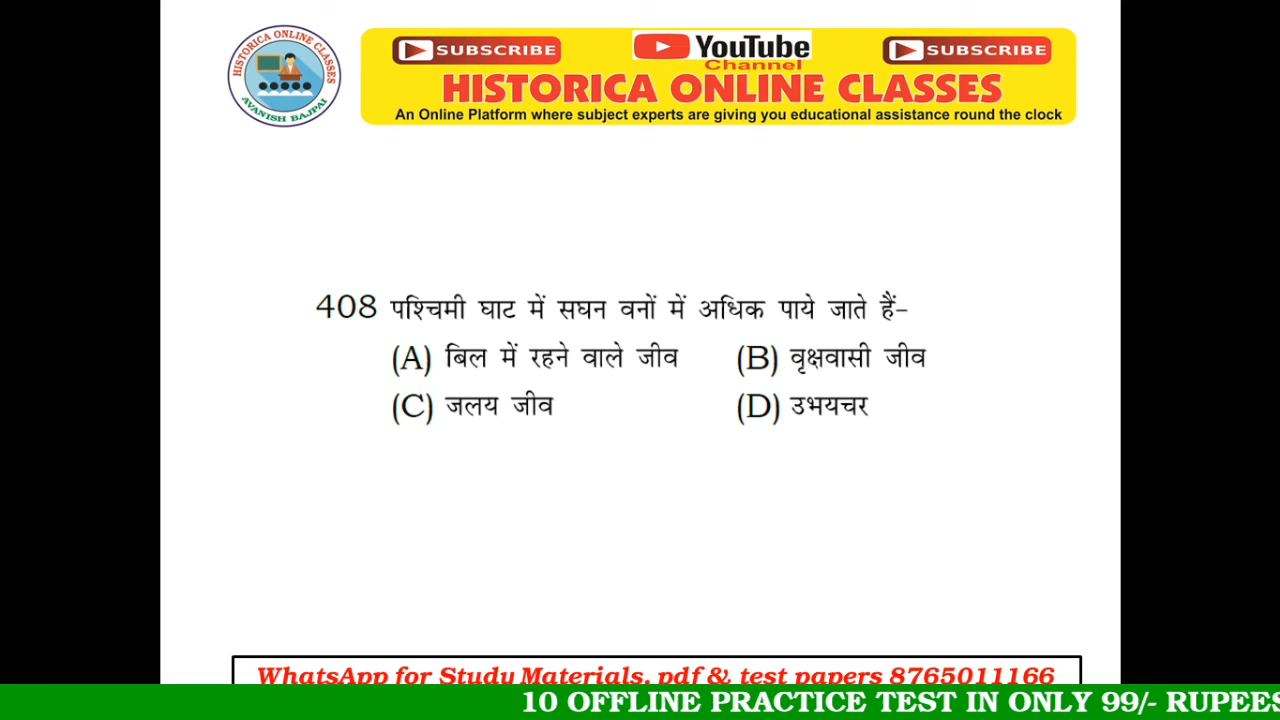 HISTORICA ONLINE CLASSES
AVANISH BAJPAI
SUBSCRIBE
YouTube
Channel
SUBSCRIBE
HISTORICA ONLINE CLASSES
An Online Platform where subject experts are giving you educational assistance round the clock
408 पश्चिमी घाट में सघन वनों में अधिक पाये जाते हैं–
(A) बिल में रहने वाले जीव (B) वृक्षवासी जीव
(C) जलय जीव (D) उभयचर
WhatsApp for Study Materials, pdf & test papers 8765011166
10 OFFLINE PRACTICE TEST IN ONLY 99/- RUPEES